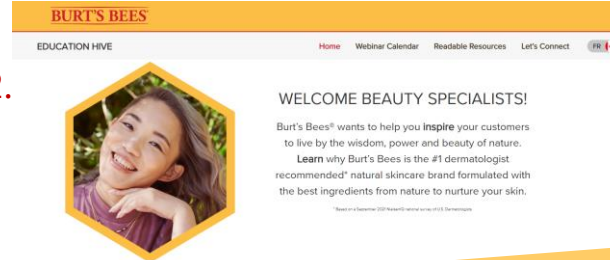 BURT'S BEES
EDUCATION HIVE
Home Webinar Calendar Readable Resources Let's Connect FR
WELCOME BEAUTY SPECIALISTS!
Burt's Bees® wants to help you inspire your customers
to live by the wisdom, power and beauty of nature.
Learn why Burt's Bees is the #1 dermatologist
recommended* natural skincare brand formulated with
the best ingredients from nature to nurture your skin.